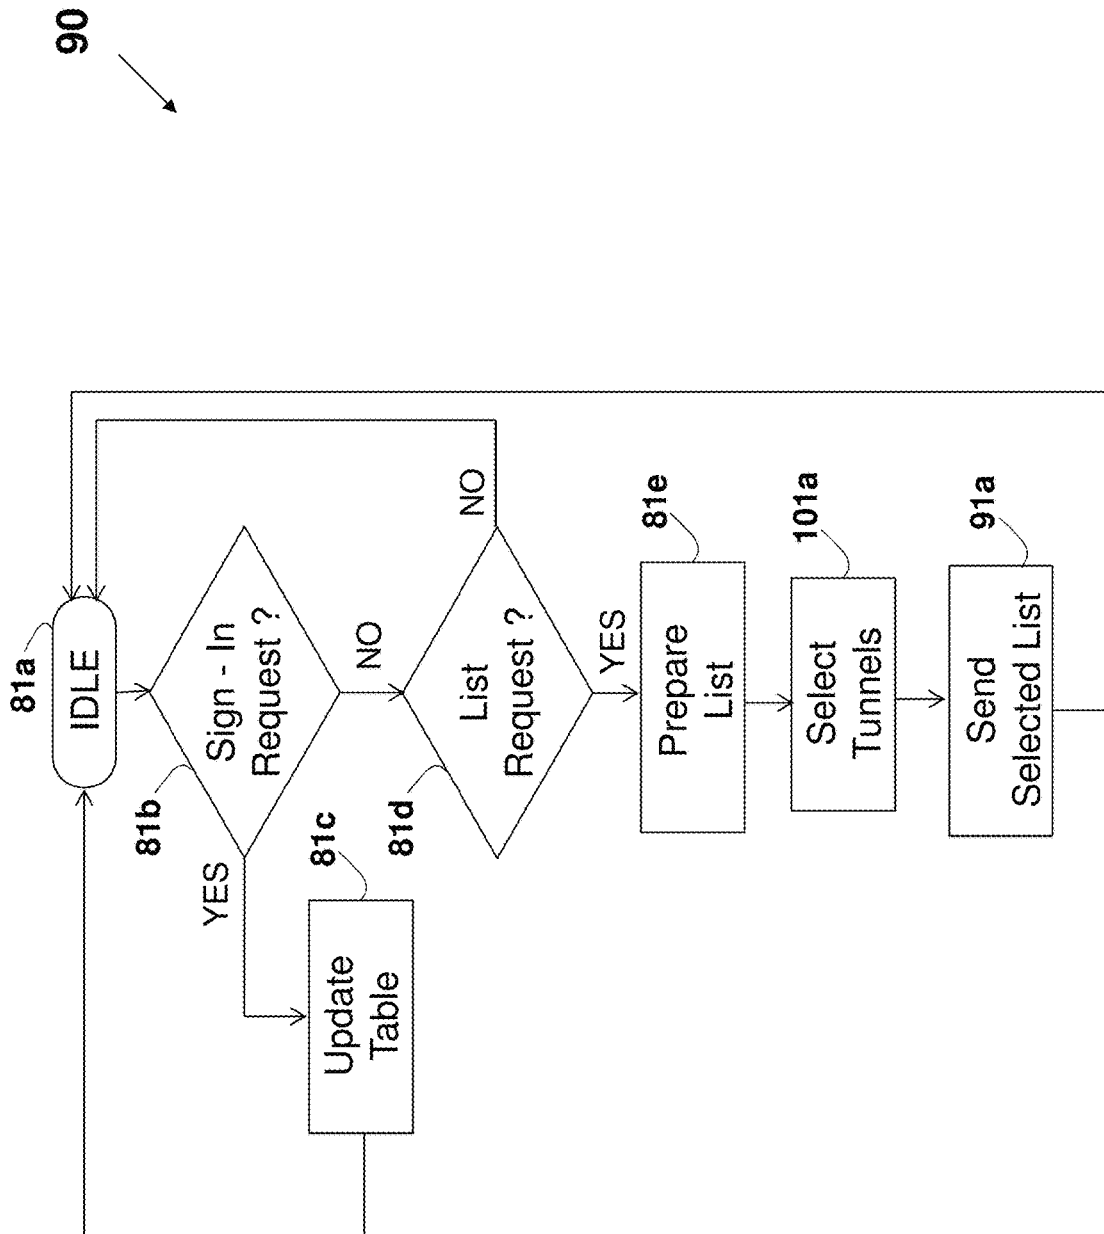 90
81a
IDLE
81b
Sign - In
Request ?
YES
NO
81c
Update
Table
81d
List
Request ?
NO
YES
81e
Prepare
List
101a
Select
Tunnels
91a
Send
Selected List